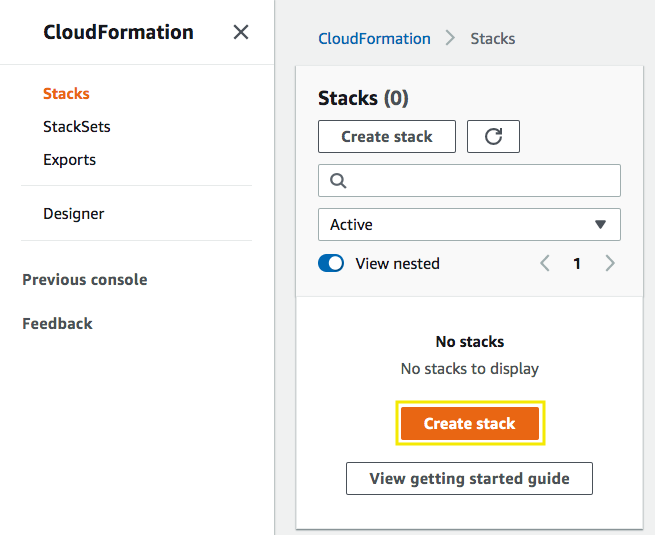 CloudFormation
Stacks
StackSets
Exports
Designer
Previous console
Feedback
CloudFormation > Stacks
Stacks (0)
Create stack
Active
View nested
1
No stacks
No stacks to display
Create stack
View getting started guide